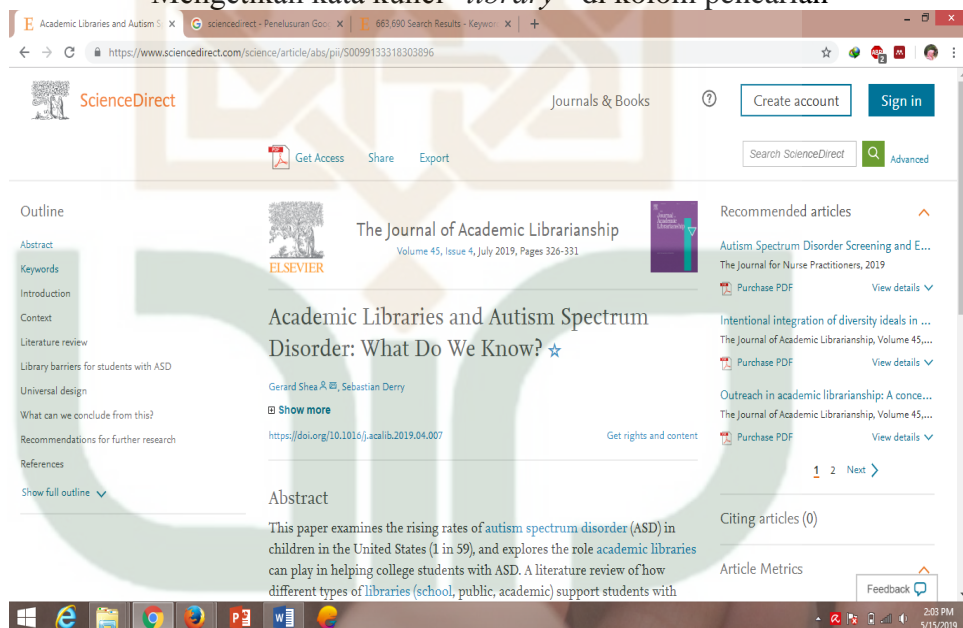 Mengetikan kata kunci "library" di kolom pencarian
Academic Libraries and Autism S
sciencedirect - Penelusuran Goog
663,690 Search Results - Keywor
https://www.sciencedirect.com/science/article/abs/pii/S0099133318303896
ScienceDirect
Journals & Books
Create account
Sign in
Get Access Share Export
Search ScienceDirect
Advanced
Outline
Abstract
Keywords
Introduction
Context
Literature review
Library barriers for students with ASD
Universal design
What can we conclude from this?
Recommendations for further research
References
Show full outline
ELSEVIER
The Journal of Academic Librarianship
Volume 45, Issue 4, July 2019, Pages 326-331
Academic Libraries and Autism Spectrum
Disorder: What Do We Know?
Gerard Shea, Sebastian Derry
Show more
https://doi.org/10.1016/j.acalib.2019.04.007
Get rights and content
Abstract
This paper examines the rising rates of autism spectrum disorder (ASD) in
children in the United States (1 in 59), and explores the role academic libraries
can play in helping college students with ASD. A literature review of how
different types of libraries (school, public, academic) support students with
Recommended articles
Autism Spectrum Disorder Screening and E...
The Journal for Nurse Practitioners, 2019
Purchase PDF View details
Intentional integration of diversity ideals in ...
The Journal of Academic Librarianship, Volume 45,...
Purchase PDF View details
Outreach in academic librarianship: A conce...
The Journal of Academic Librarianship, Volume 45,...
Purchase PDF View details
1 2 Next
Citing articles (0)
Article Metrics
Feedback
2:03 PM
5/15/2019